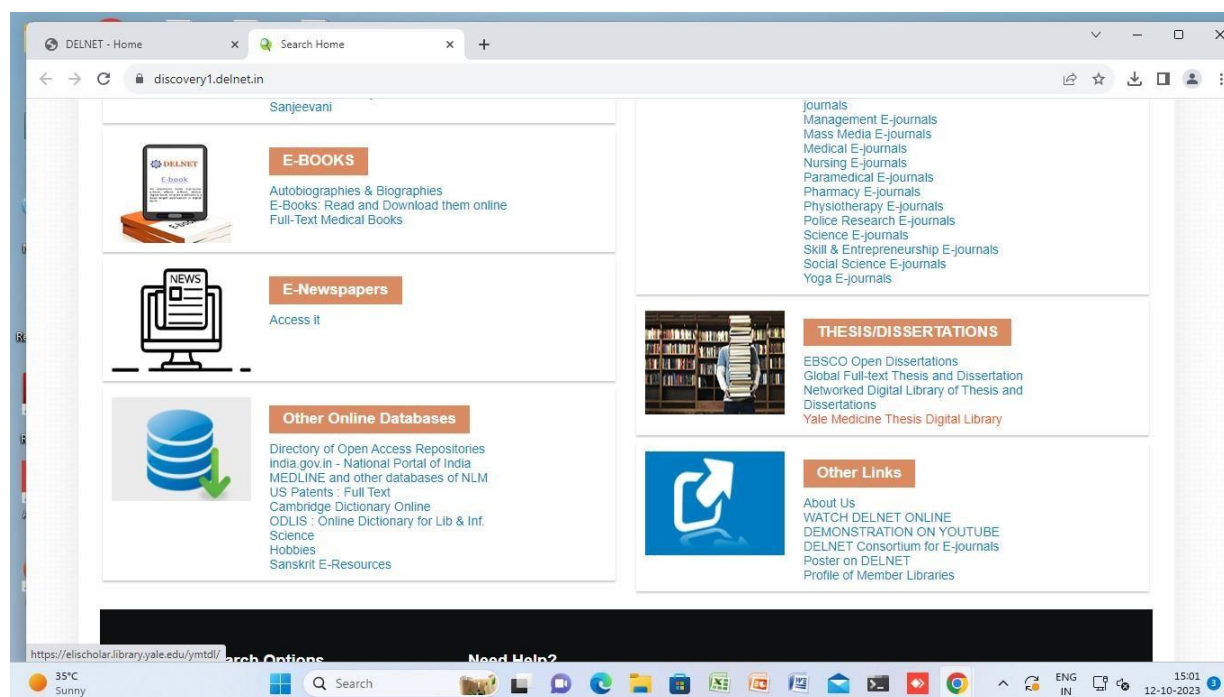 DELNET - Home
Search Home
discovery1.delnet.in
Sanjeevani
DELNET
E-book
E-BOOKS
Autobiographies & Biographies
E-Books: Read and Download them online
Full-Text Medical Books
NEWS
E-Newspapers
Access it
Other Online Databases
Directory of Open Access Repositories
india.gov.in - National Portal of India
MEDLINE and other databases of NLM
US Patents : Full Text
Cambridge Dictionary Online
ODLIS : Online Dictionary for Lib & Inf.
Science
Hobbies
Sanskrit E-Resources
journals
Management E-journals
Mass Media E-journals
Medical E-journals
Nursing E-journals
Paramedical E-journals
Pharmacy E-journals
Physiotherapy E-journals
Police Research E-journals
Science E-journals
Skill & Entrepreneurship E-journals
Social Science E-journals
Yoga E-journals
THESIS/DISSERTATIONS
EBSCO Open Dissertations
Global Full-text Thesis and Dissertation
Networked Digital Library of Thesis and
Dissertations
Yale Medicine Thesis Digital Library
Other Links
About Us
WATCH DELNET ONLINE
DEMONSTRATION ON YOUTUBE
DELNET Consortium for E-journals
Poster on DELNET
Profile of Member Libraries
https://elischolar.library.yale.edu/ymtdl/
Options
Need Help?
35°C
Sunny
Search
ENG
IN
15:01
12-10-2023
3